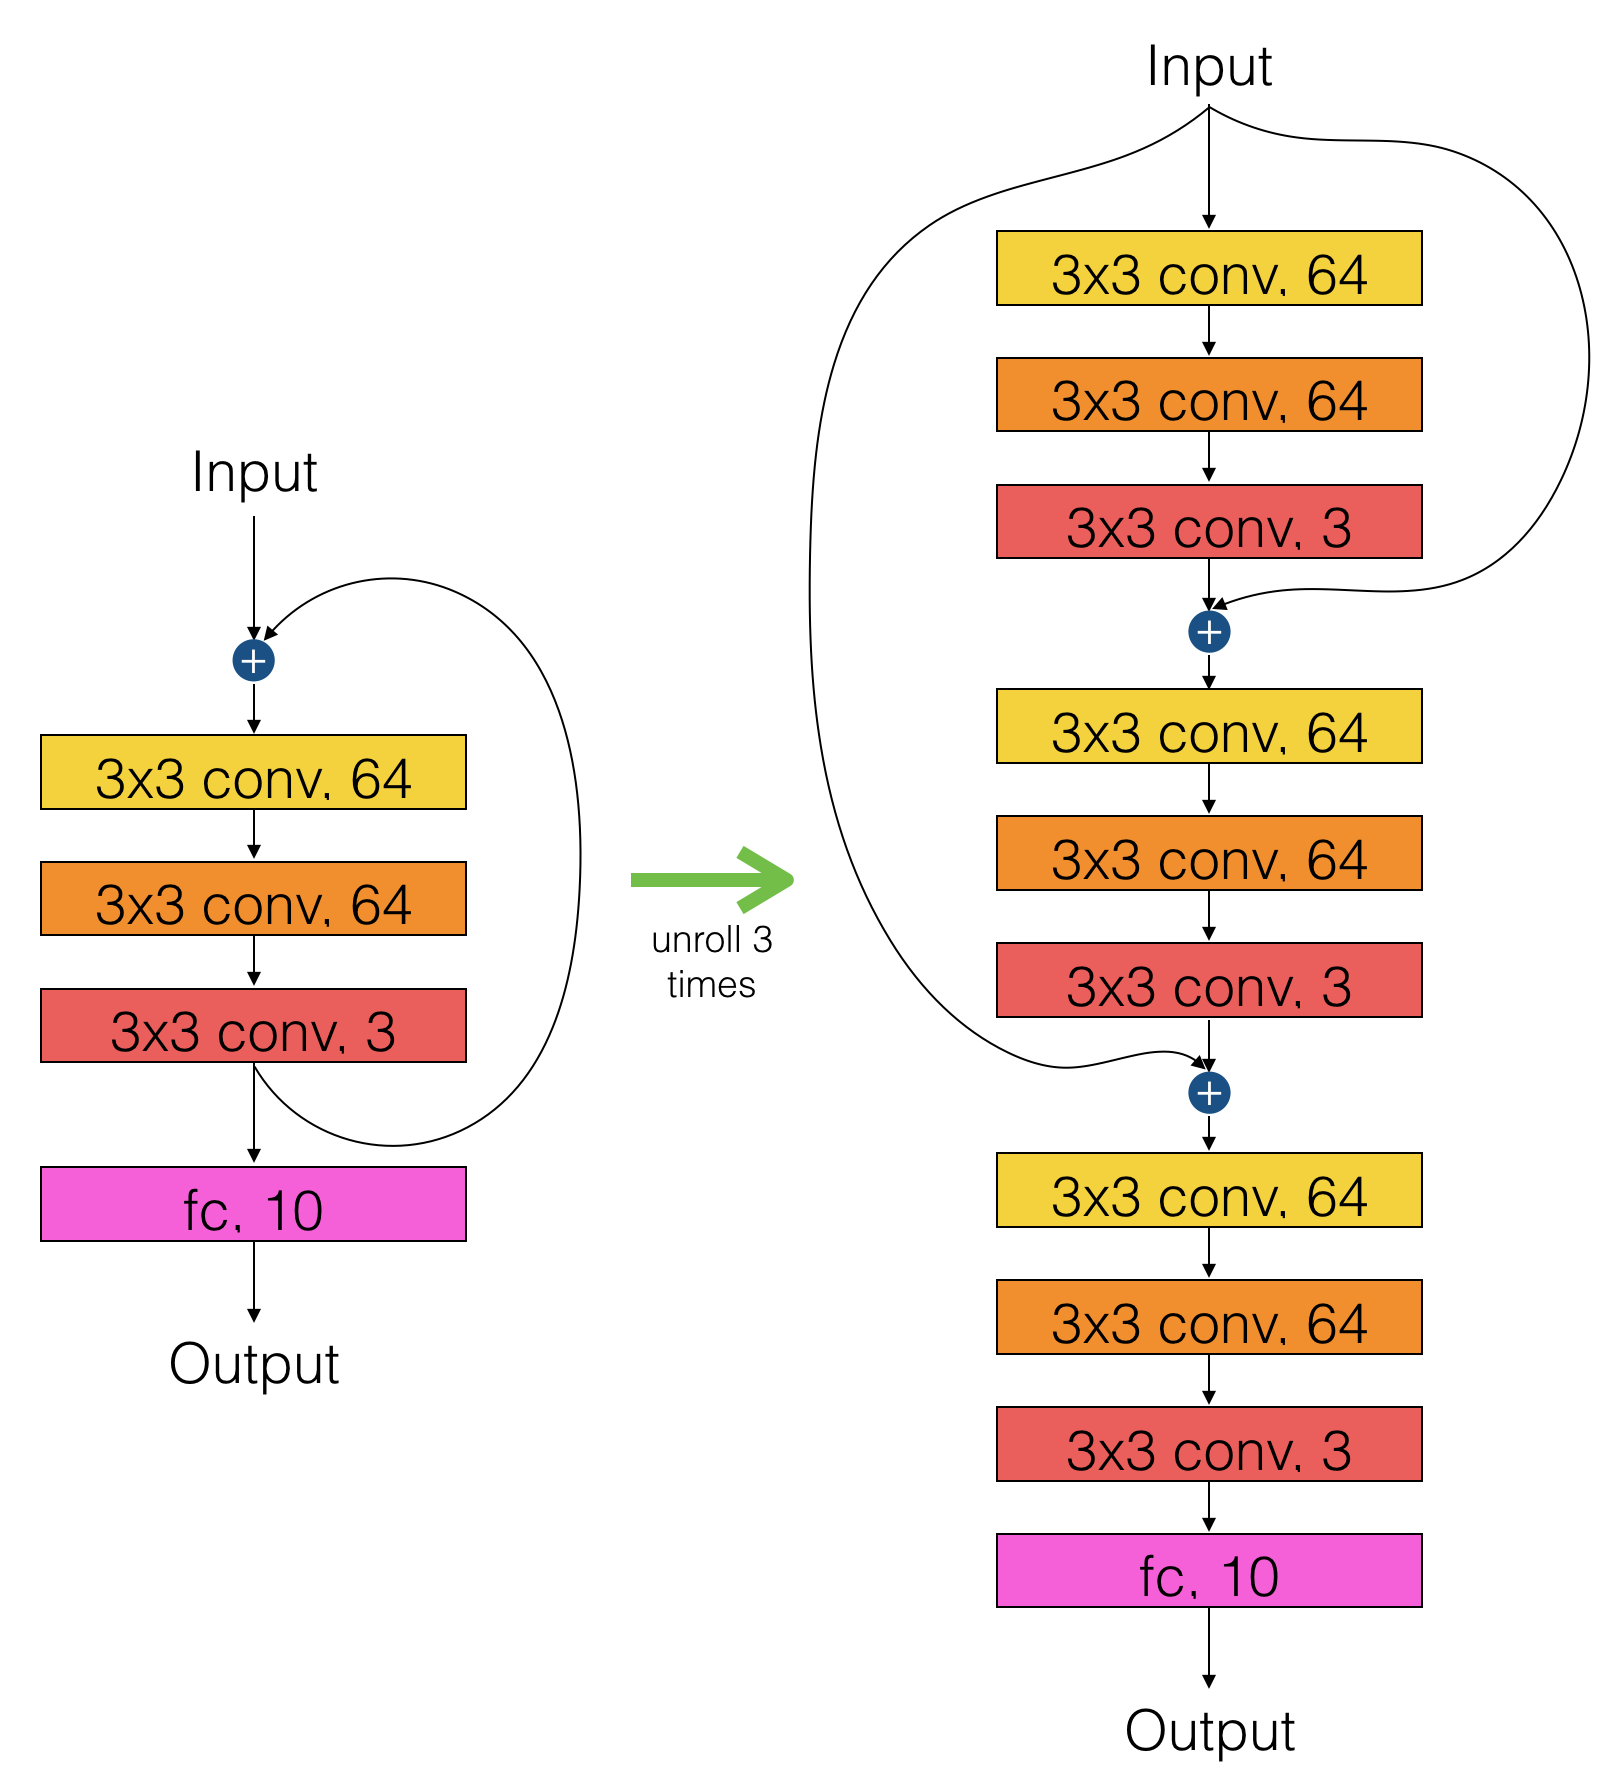 Input
+
3x3 conv, 64
3x3 conv, 64
3x3 conv, 3
fc, 10
Output
unroll 3
times
Input
3x3 conv, 64
3x3 conv, 64
3x3 conv, 3
+
3x3 conv, 64
3x3 conv, 64
3x3 conv, 3
+
3x3 conv, 64
3x3 conv, 64
3x3 conv, 3
fc, 10
Output